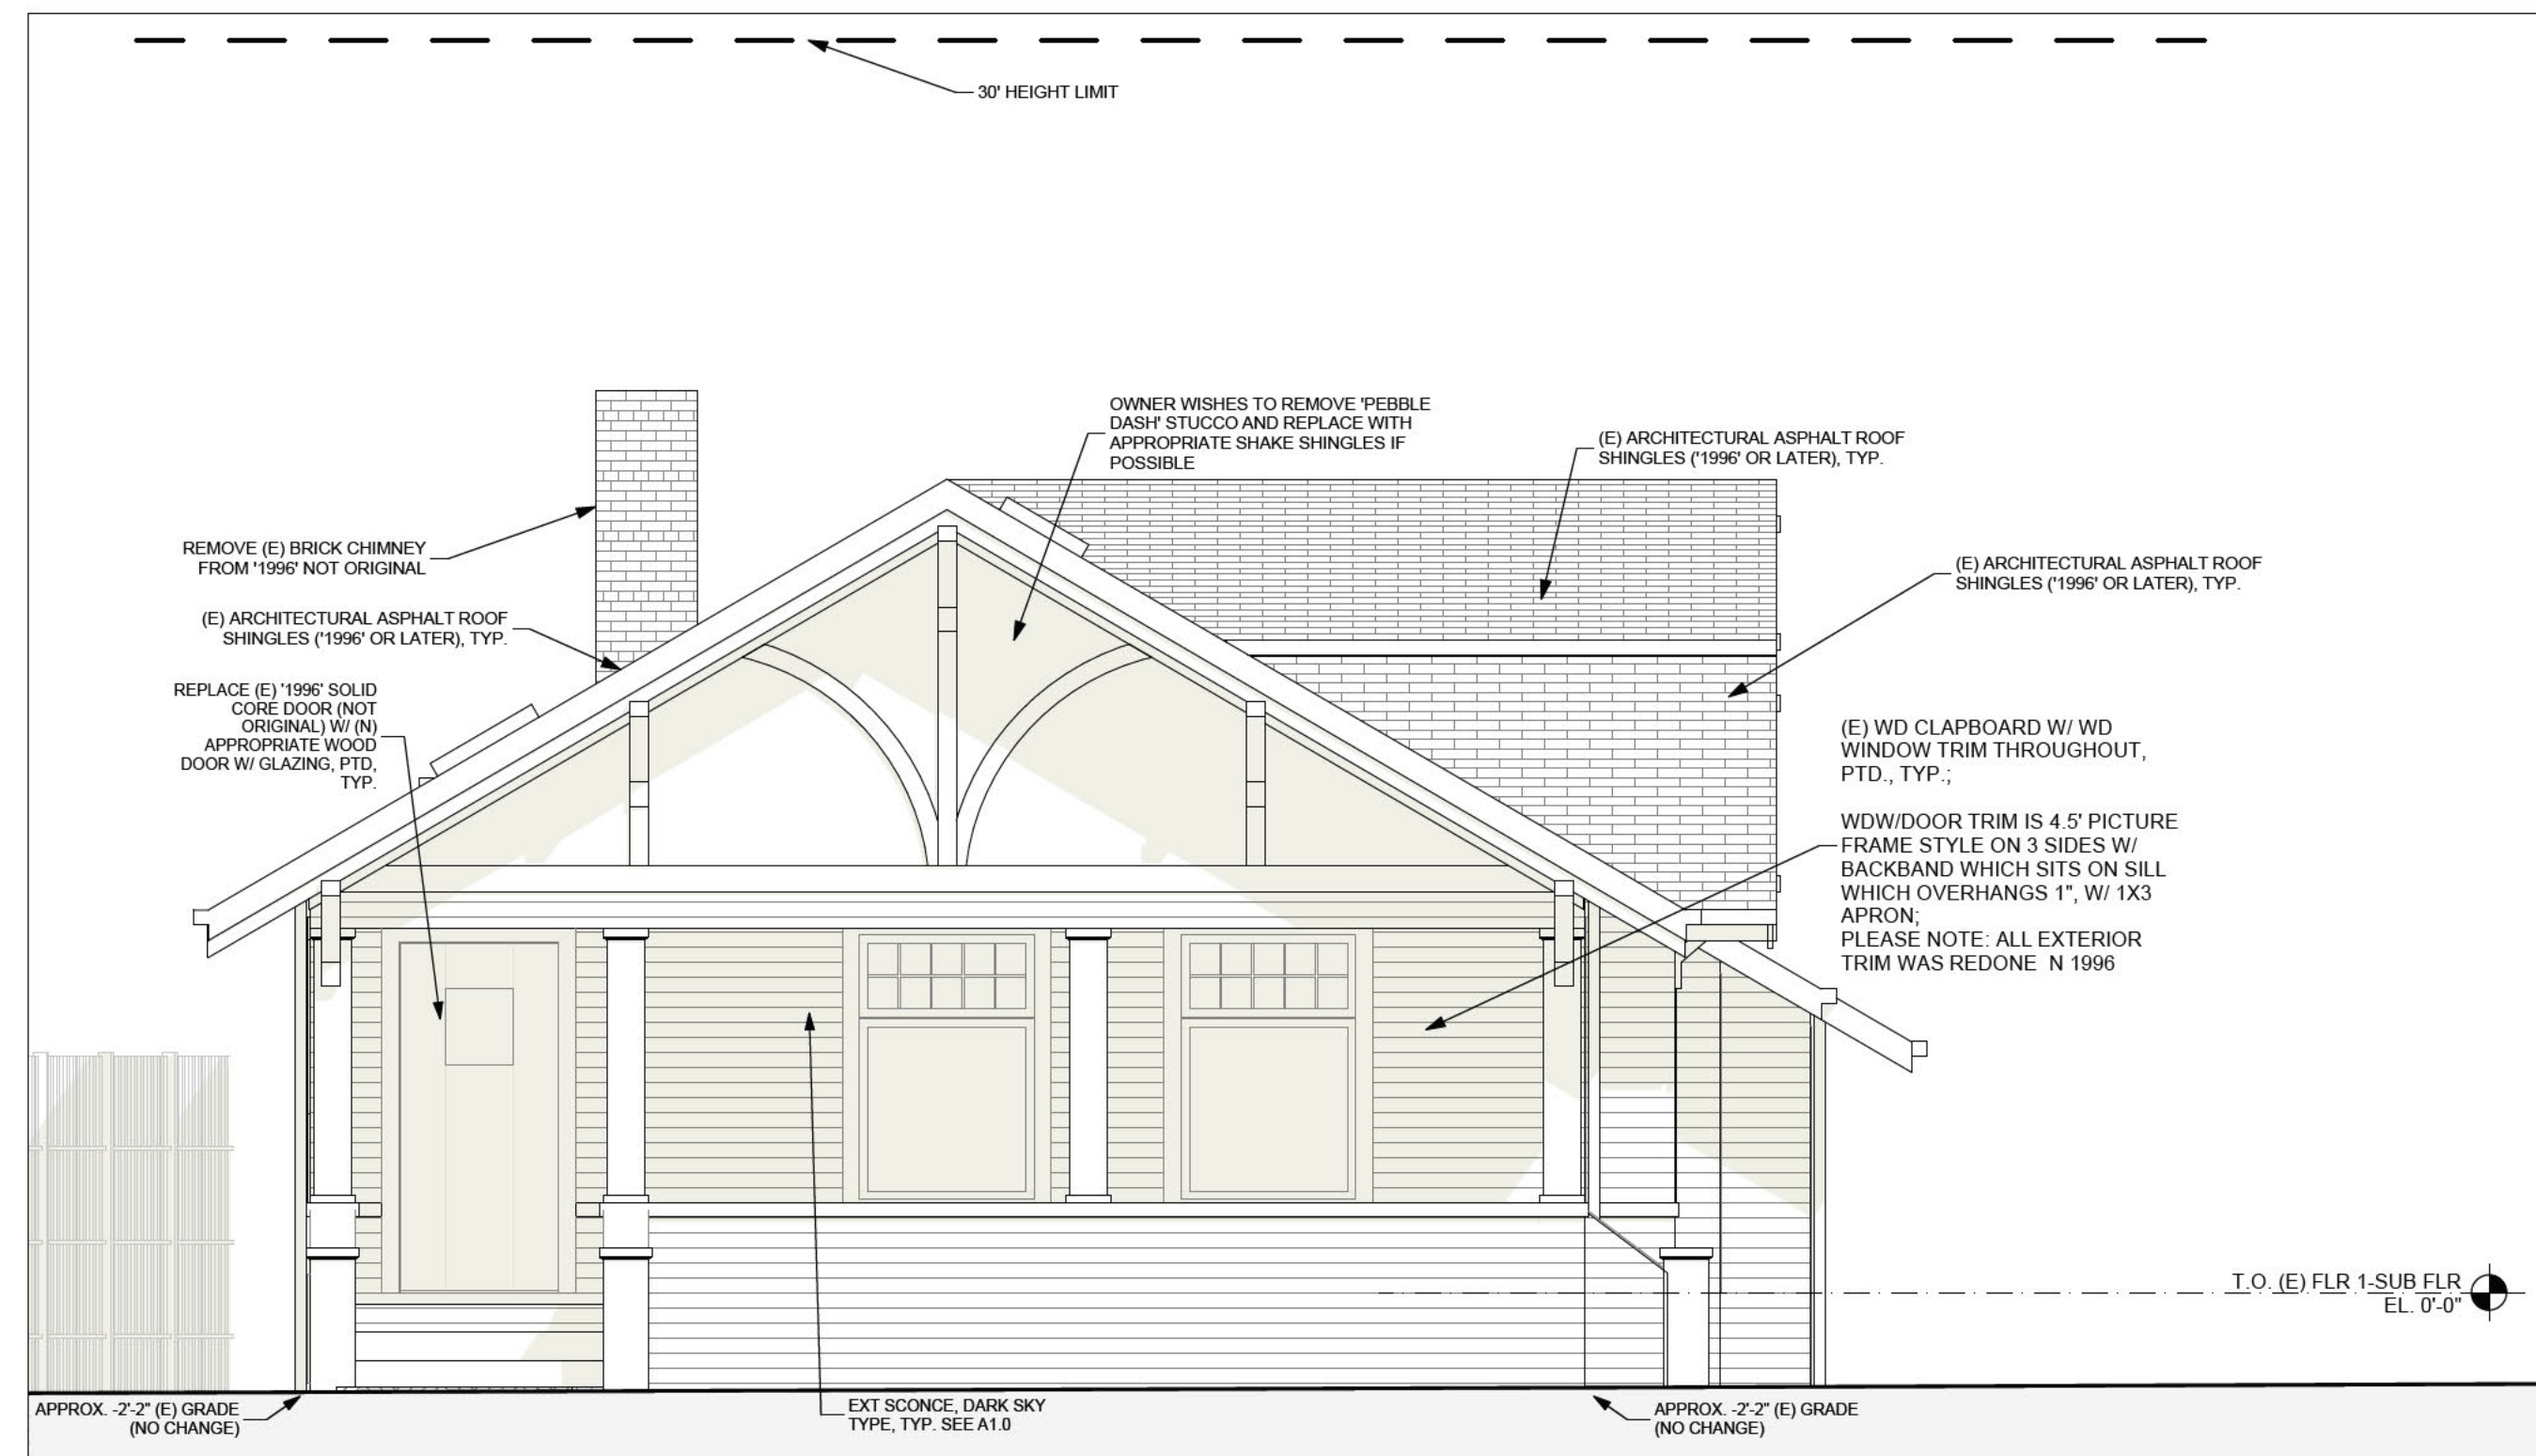 30' HEIGHT LIMIT
OWNER WISHES TO REMOVE 'PEBBLE
DASH' STUCCO AND REPLACE WITH
APPROPRIATE SHAKE SHINGLES IF
POSSIBLE
(E) ARCHITECTURAL ASPHALT ROOF
SHINGLES ('1996' OR LATER), TYP.
REMOVE (E) BRICK CHIMNEY
FROM '1996' NOT ORIGINAL
(E) ARCHITECTURAL ASPHALT ROOF
SHINGLES ('1996' OR LATER), TYP.
(E) ARCHITECTURAL ASPHALT ROOF
SHINGLES ('1996' OR LATER), TYP.
REPLACE (E) '1996' SOLID
CORE DOOR (NOT
ORIGINAL) W/ (N)
APPROPRIATE WOOD
DOOR W/ GLAZING, PTD,
TYP.
(E) WD CLAPBOARD W/ WD
WINDOW TRIM THROUGHOUT,
PTD., TYP.;
WDW/DOOR TRIM IS 4.5' PICTURE
FRAME STYLE ON 3 SIDES W/
BACKBAND WHICH SITS ON SILL
WHICH OVERHANGS 1", W/ 1X3
APRON;
PLEASE NOTE: ALL EXTERIOR
TRIM WAS REDONE N 1996
T.O. (E) FLR 1-SUB FLR
EL. 0'-0"
APPROX. -2'-2" (E) GRADE
(NO CHANGE)
EXT SCONCE, DARK SKY
TYPE, TYP. SEE A1.0
APPROX. -2'-2" (E) GRADE
(NO CHANGE)